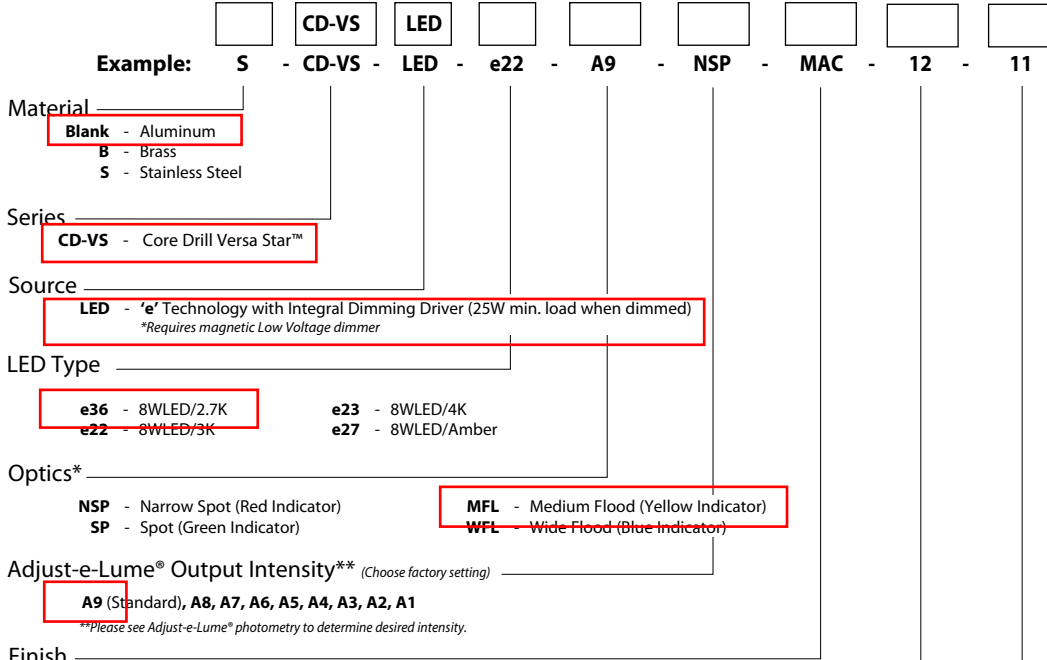 CD-VS LED
Example: S - CD-VS - LED - e22 - A9 - NSP - MAC - 12 - 11
Material
Blank - Aluminum
B - Brass
S - Stainless Steel
Series
CD-VS - Core Drill Versa Star™
Source
LED - 'e' Technology with Integral Dimming Driver (25W min. load when dimmed)
*Requires magnetic Low Voltage dimmer
LED Type
e36 - 8WLED/2.7K e23 - 8WLED/4K
e22 - 8WLED/3K e27 - 8WLED/Amber
Optics*
NSP - Narrow Spot (Red Indicator) MFL - Medium Flood (Yellow Indicator)
SP - Spot (Green Indicator) WFL - Wide Flood (Blue Indicator)
Adjust-e-Lume® Output Intensity** (Choose factory setting)
A9 (Standard), A8, A7, A6, A5, A4, A3, A2, A1
**Please see Adjust-e-Lume® photometry to determine desired intensity.
Finish